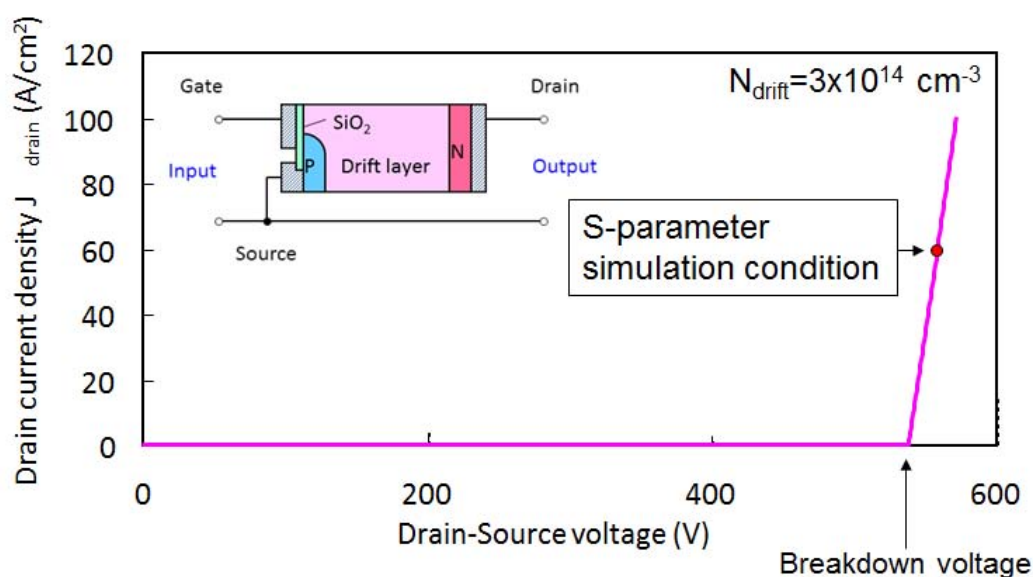 Drain current density J drain (A/cm²)
120
100
80
60
40
20
0
N_drift=3x10¹⁴ cm⁻³
Gate
Drain
SiO₂
Input
P
Drift layer
N
Output
Source
S-parameter
simulation condition
0
200
400
600
Drain-Source voltage (V)
Breakdown voltage